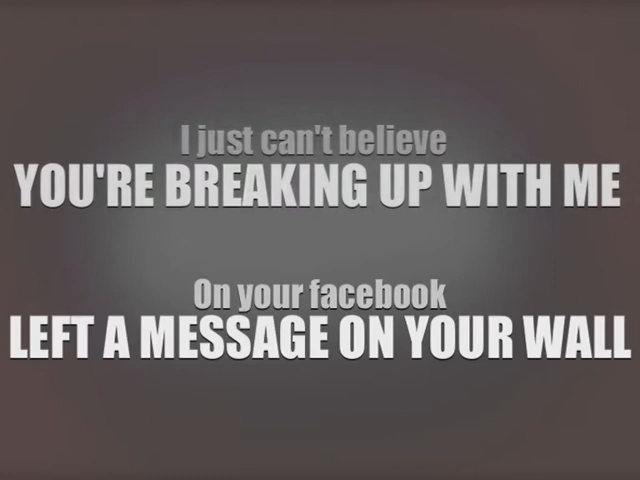 I just can't believe
YOU'RE BREAKING UP WITH ME
On your facebook
LEFT A MESSAGE ON YOUR WALL